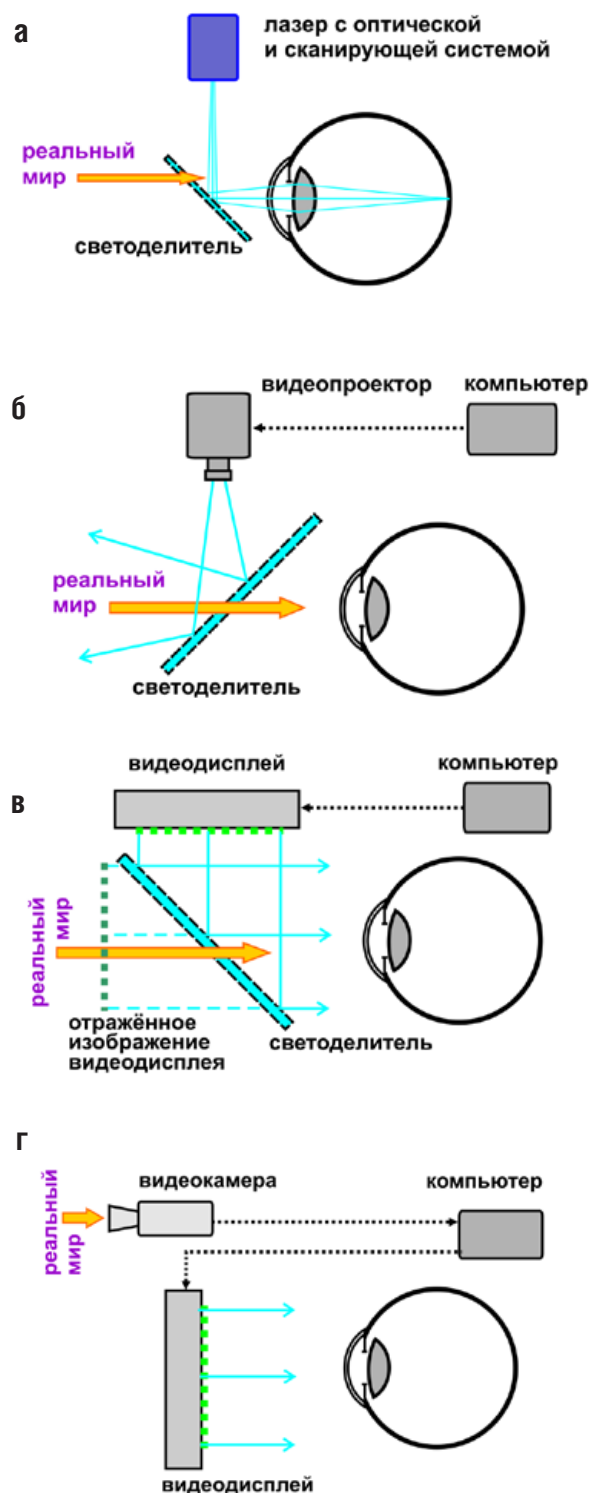 а
лазер с оптической
и сканирующей системой
реальный
мир
светоделитель
б
видеопроектор
компьютер
реальный
мир
светоделитель
в
видеодисплей
компьютер
реальный
мир
отражённое
изображение
видеодисплея
светоделитель
г
видеокамера
компьютер
реальный
мир
видеодисплей